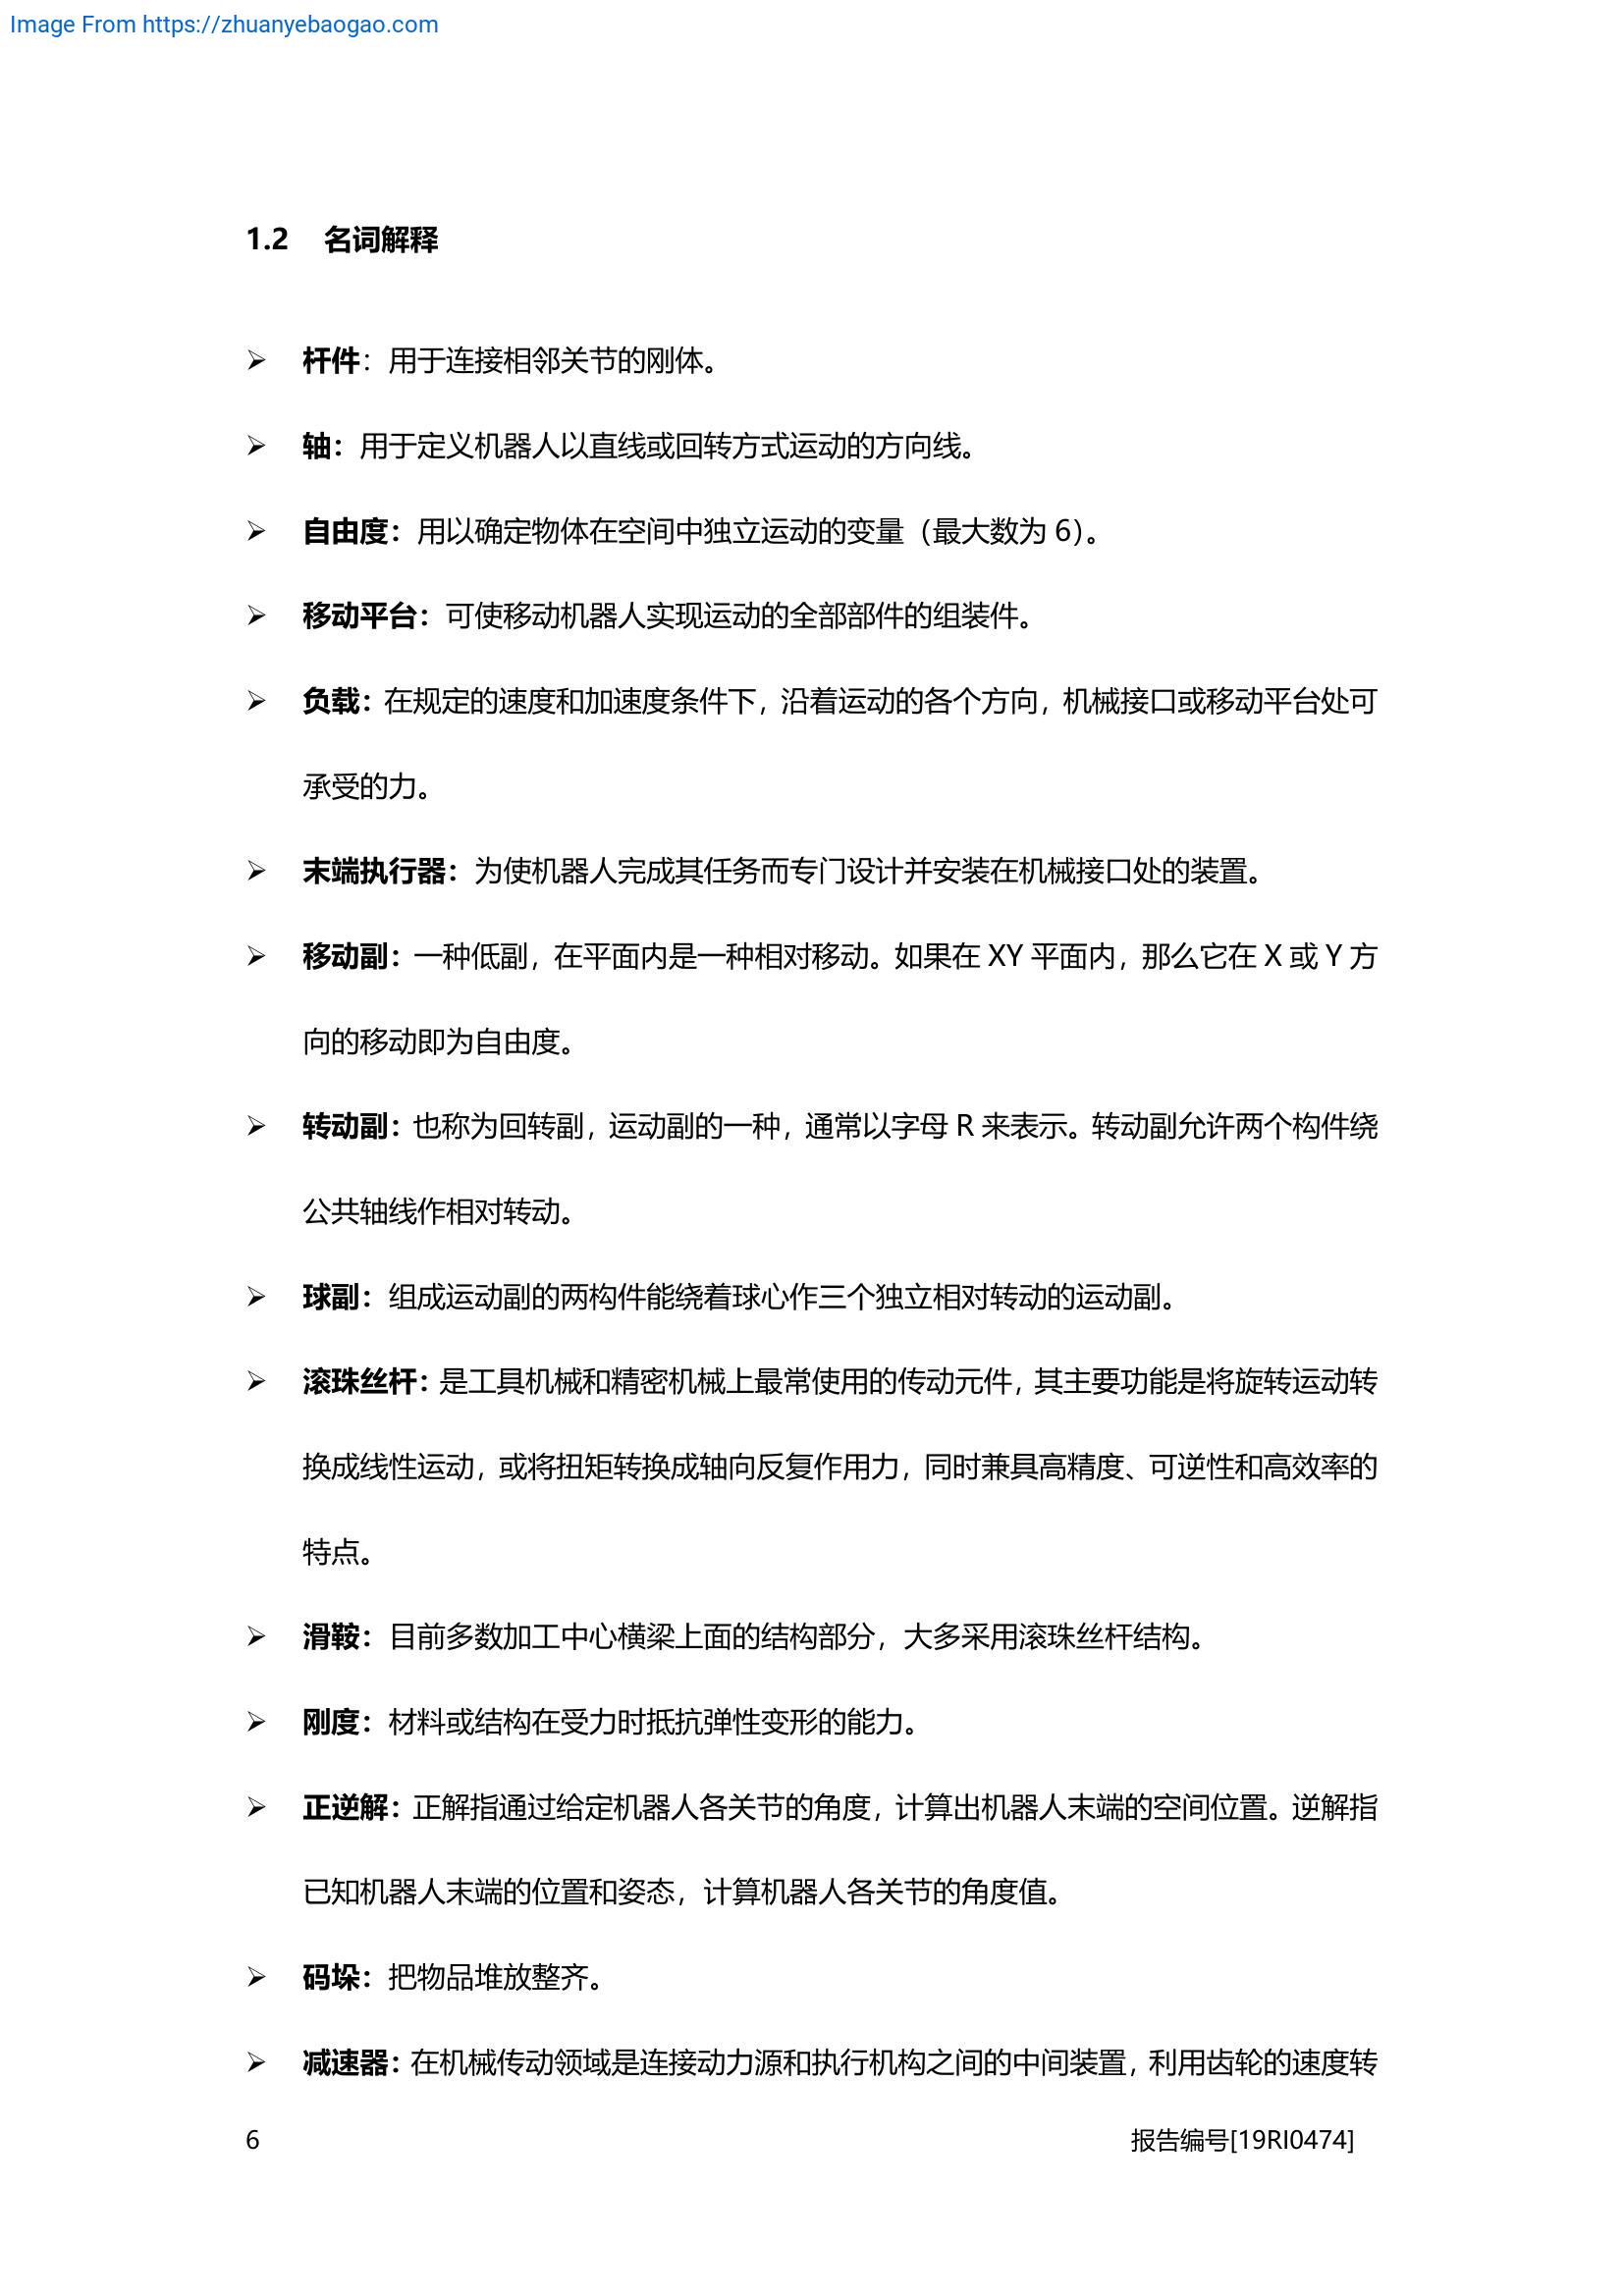 Image From https://zhuanyebaogao.com
1.2 名词解释
➢ 杆件：用于连接相邻关节的刚体。
➢ 轴：用于定义机器人以直线或回转方式运动的方向线。
➢ 自由度：用以确定物体在空间中独立运动的变量（最大数为 6）。
➢ 移动平台：可使移动机器人实现运动的全部部件的组装件。
➢ 负载：在规定的速度和加速度条件下，沿着运动的各个方向，机械接口或移动平台处可
承受的力。
➢ 末端执行器：为使机器人完成其任务而专门设计并安装在机械接口处的装置。
➢ 移动副：一种低副，在平面内是一种相对移动。如果在 XY 平面内，那么它在 X 或 Y 方
向的移动即为自由度。
➢ 转动副：也称为回转副，运动副的一种，通常以字母 R 来表示。转动副允许两个构件绕
公共轴线作相对转动。
➢ 球副：组成运动副的两构件能绕着球心作三个独立相对转动的运动副。
➢ 滚珠丝杆：是工具机械和精密机械上最常使用的传动元件，其主要功能是将旋转运动转
换成线性运动，或将扭矩转换成轴向反复作用力，同时兼具高精度、可逆性和高效率的
特点。
➢ 滑鞍：目前多数加工中心横梁上面的结构部分，大多采用滚珠丝杆结构。
➢ 刚度：材料或结构在受力时抵抗弹性变形的能力。
➢ 正逆解：正解指通过给定机器人各关节的角度，计算出机器人末端的空间位置。逆解指
已知机器人末端的位置和姿态，计算机器人各关节的角度值。
➢ 码垛：把物品堆放整齐。
➢ 减速器：在机械传动领域是连接动力源和执行机构之间的中间装置，利用齿轮的速度转
6 报告编号[19RI0474]